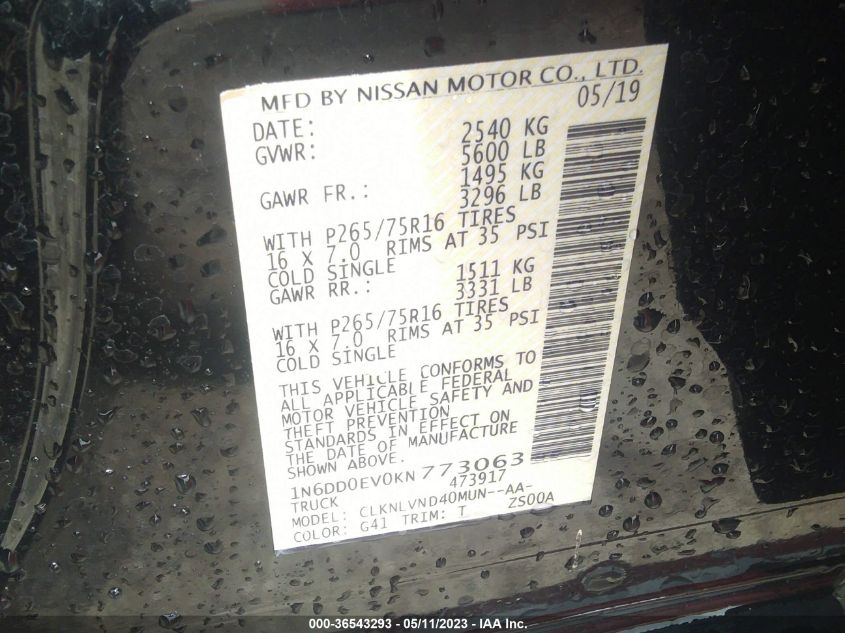 MFD BY NISSAN MOTOR CO., LTD.
DATE: 05/19
GVWR: 2540 KG
5600 LB
GAWR FR.: 1495 KG
3296 LB
WITH P265/75R16 TIRES
16 X 7.0 RIMS AT 35 PSI
COLD SINGLE
GAWR RR.: 1511 KG
3331 LB
WITH P265/75R16 TIRES
16 X 7.0 RIMS AT 35 PSI
COLD SINGLE
THIS VEHICLE CONFORMS TO
ALL APPLICABLE FEDERAL
MOTOR VEHICLE SAFETY AND
THEFT PREVENTION
STANDARDS IN EFFECT ON
THE DATE OF MANUFACTURE
SHOWN ABOVE.
1N6DD0EV0KN773063
TRUCK 473917
MODEL: CLKNLVND40MUN--AA-
COLOR: G41 TRIM: T ZS00A
000-36543293 - 05/11/2023 - IAA Inc.